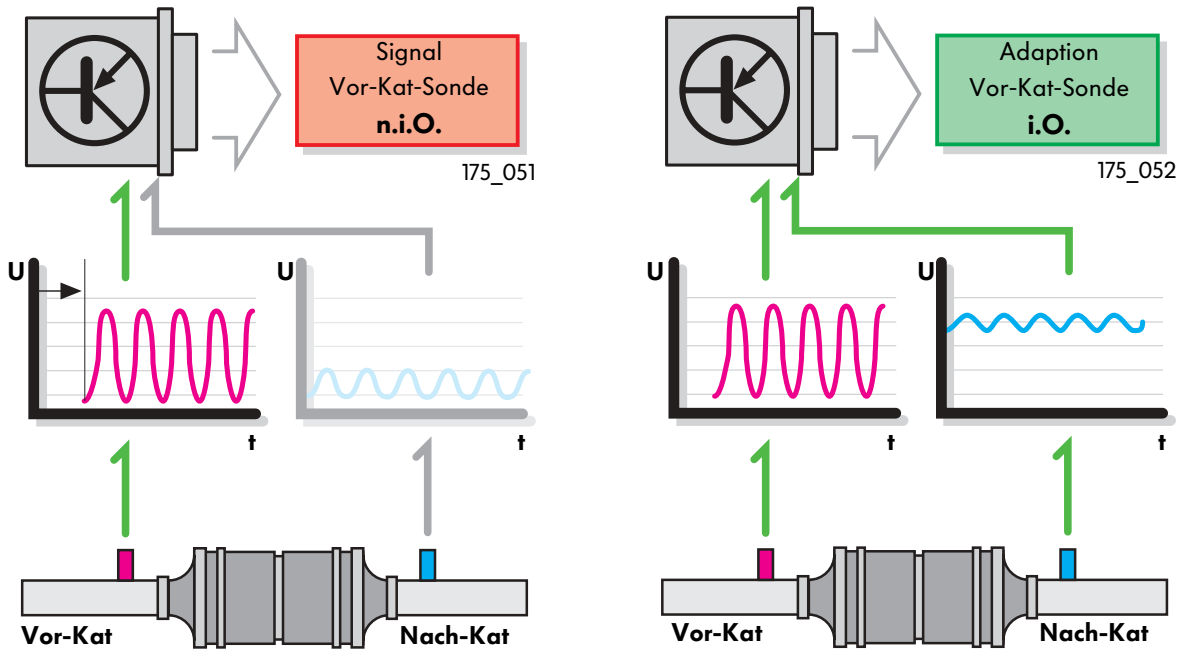 Signal
Vor-Kat-Sonde
n.i.O.
175_051
U
t
U
t
Vor-Kat
Nach-Kat
Adaption
Vor-Kat-Sonde
i.O.
175_052
U
t
U
t
Vor-Kat
Nach-Kat